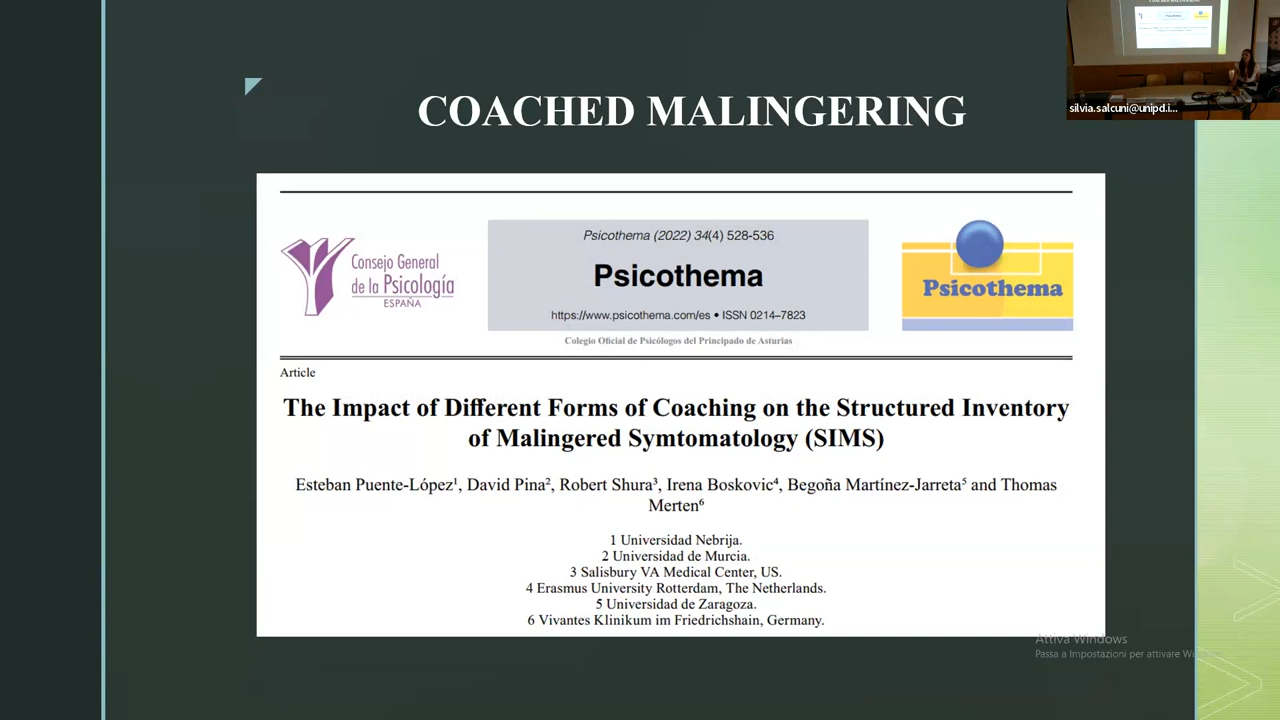 COACHED MALINGERING
silvia.salcuni@unipd.i...
Consejo General
de la Psicología
ESPAÑA
Psicothema (2022) 34(4) 528-536
Psicothema
https://www.psicothema.com/es • ISSN 0214–7823
Colegio Oficial de Psicólogos del Principado de Asturias
Psicothema
Article
The Impact of Different Forms of Coaching on the Structured Inventory
of Malingered Symtomatology (SIMS)
Esteban Puente-López¹, David Pina², Robert Shura³, Irena Boskovic⁴, Begoña Martínez-Jarreta⁵ and Thomas
Merten⁶
1 Universidad Nebrija.
2 Universidad de Murcia.
3 Salisbury VA Medical Center, US.
4 Erasmus University Rotterdam, The Netherlands.
5 Universidad de Zaragoza.
6 Vivantes Klinikum im Friedrichshain, Germany.
Attiva Windows
Passa a Impostazioni per attivare